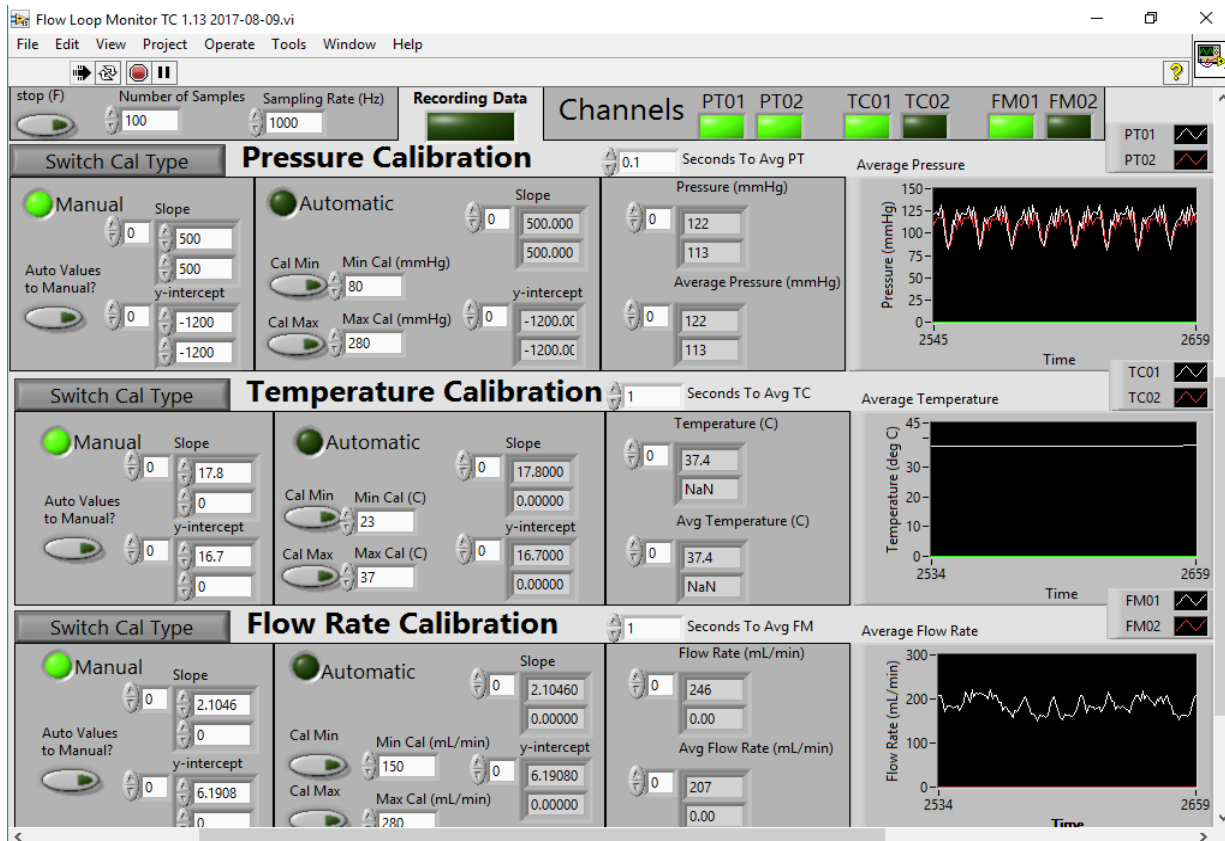 Flow Loop Monitor TC 1.13 2017-08-09.vi
File Edit View Project Operate Tools Window Help
stop (F) Number of Samples Sampling Rate (Hz) Recording Data Channels PT01 PT02 TC01 TC02 FM01 FM02
100 1000
PT01
PT02
Switch Cal Type Pressure Calibration 0.1 Seconds To Avg PT Average Pressure
Manual Slope Automatic Slope Pressure (mmHg)
0 500 0 500.000 0 122
500 500.000 113
Auto Values to Manual? Cal Min Min Cal (mmHg) 80
y-intercept y-intercept Average Pressure (mmHg)
0 -1200 Cal Max Max Cal (mmHg) 0 -1200.00 0 122
-1200 280 -1200.00 113
Pressure (mmHg)
150
125
100
75
50
25
0
2545 2659
Time
TC01
TC02
Switch Cal Type Temperature Calibration 1 Seconds To Avg TC Average Temperature
Manual Slope Automatic Slope Temperature (C)
0 17.8 0 17.8000 0 37.4
0 0.00000 NaN
Auto Values to Manual? Cal Min Min Cal (C) 23
y-intercept y-intercept Avg Temperature (C)
0 16.7 Cal Max Max Cal (C) 0 16.7000 0 37.4
0 37 0.00000 NaN
Temperature (deg C)
45
30
20
10
0
2534 2659
Time
FM01
FM02
Switch Cal Type Flow Rate Calibration 1 Seconds To Avg FM Average Flow Rate
Manual Slope Automatic Slope Flow Rate (mL/min)
0 2.1046 0 2.10460 0 246
0 0.00000 0.00
Auto Values to Manual? Cal Min Min Cal (mL/min) 150
y-intercept y-intercept Avg Flow Rate (mL/min)
0 6.1908 Cal Max Max Cal (mL/min) 0 6.19080 0 207
0 280 0.00000 0.00
Flow Rate (mL/min)
300
200
100
0
2534 2659
Time